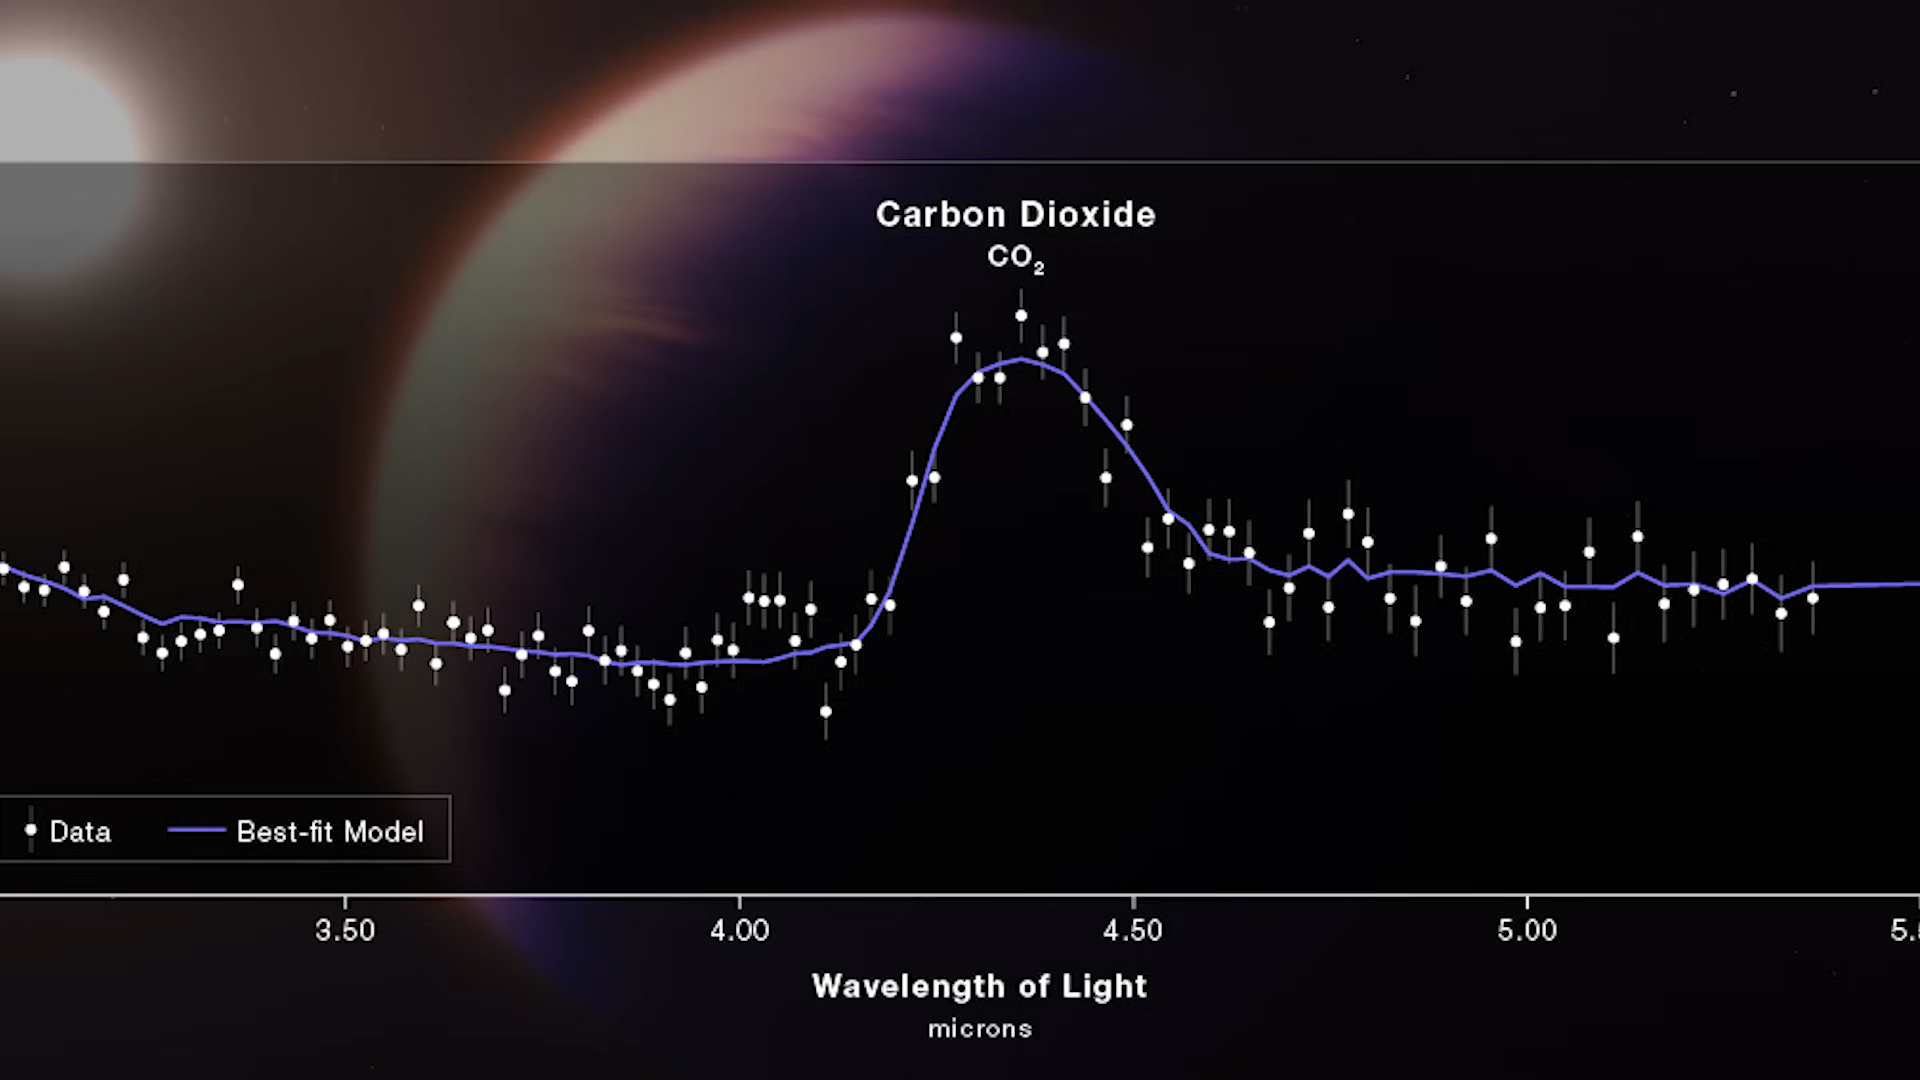 Carbon Dioxide
CO₂
Data
Best-fit Model
3.50 4.00 4.50 5.00
Wavelength of Light
microns